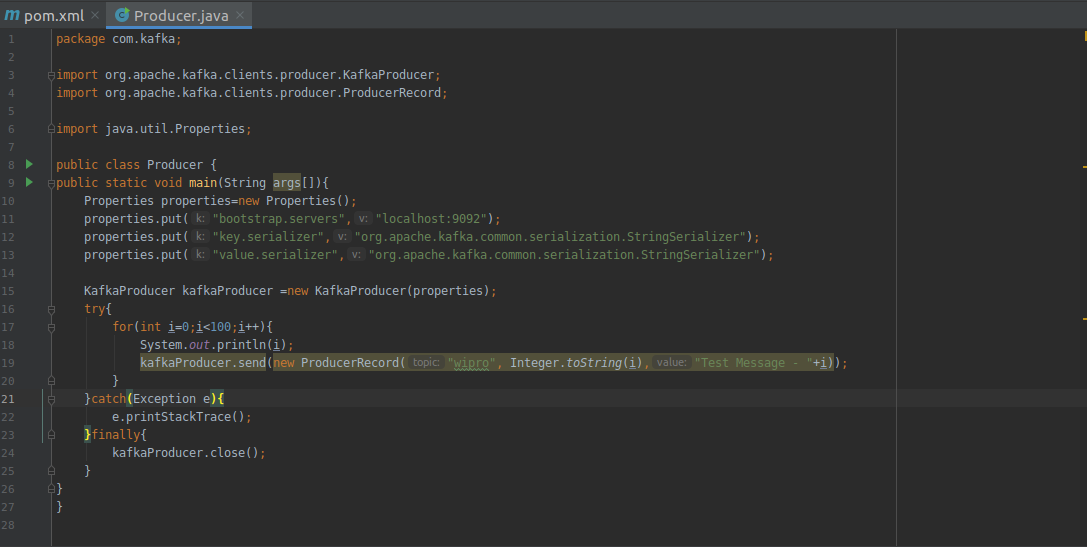 pom.xml × Producer.java ×
1 package com.kafka;
2
3 import org.apache.kafka.clients.producer.KafkaProducer;
4 import org.apache.kafka.clients.producer.ProducerRecord;
5
6 import java.util.Properties;
7
8 public class Producer {
9 public static void main(String args[]){
10     Properties properties=new Properties();
11     properties.put( k: "bootstrap.servers", v: "localhost:9092");
12     properties.put( k: "key.serializer", v: "org.apache.kafka.common.serialization.StringSerializer");
13     properties.put( k: "value.serializer", v: "org.apache.kafka.common.serialization.StringSerializer");
14
15     KafkaProducer kafkaProducer =new KafkaProducer(properties);
16     try{
17         for(int i=0;i<100;i++){
18             System.out.println(i);
19             kafkaProducer.send(new ProducerRecord( topic: "wipro", Integer.toString(i), value: "Test Message - "+i));
20         }
21     }catch(Exception e){
22         e.printStackTrace();
23     }finally{
24         kafkaProducer.close();
25     }
26 }
27 }
28